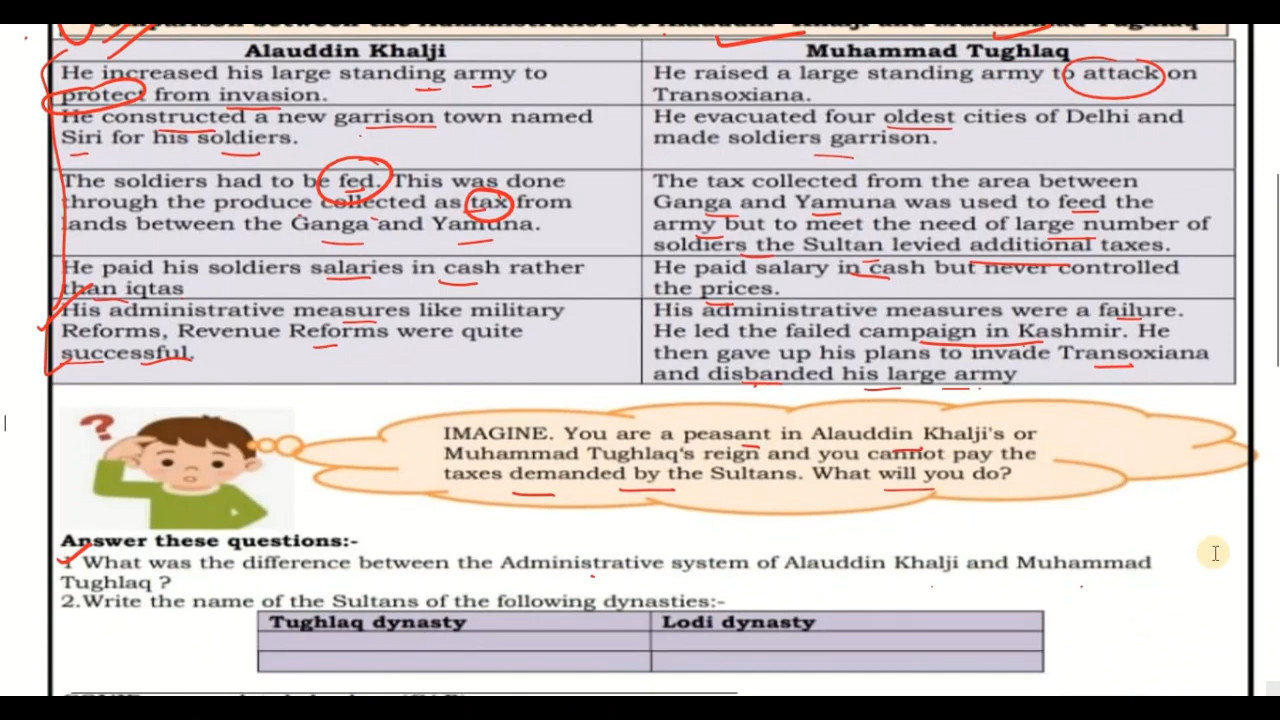 Comparison between the Administration of Alauddin Khalji and Muhammad Tughlaq
Alauddin Khalji
Muhammad Tughlaq
He increased his large standing army to
protect from invasion.
He raised a large standing army to attack on
Transoxiana.
He constructed a new garrison town named
Siri for his soldiers.
He evacuated four oldest cities of Delhi and
made soldiers garrison.
The soldiers had to be fed. This was done
through the produce collected as tax from
lands between the Ganga and Yamuna.
The tax collected from the area between
Ganga and Yamuna was used to feed the
army but to meet the need of large number of
soldiers the Sultan levied additional taxes.
He paid his soldiers salaries in cash rather
than iqtas
He paid salary in cash but never controlled
the prices.
His administrative measures like military
Reforms, Revenue Reforms were quite
successful.
His administrative measures were a failure.
He led the failed campaign in Kashmir. He
then gave up his plans to invade Transoxiana
and disbanded his large army
?
IMAGINE. You are a peasant in Alauddin Khalji's or
Muhammad Tughlaq's reign and you cannot pay the
taxes demanded by the Sultans. What will you do?
Answer these questions:-
1 What was the difference between the Administrative system of Alauddin Khalji and Muhammad
Tughlaq ?
2.Write the name of the Sultans of the following dynasties:-
Tughlaq dynasty
Lodi dynasty